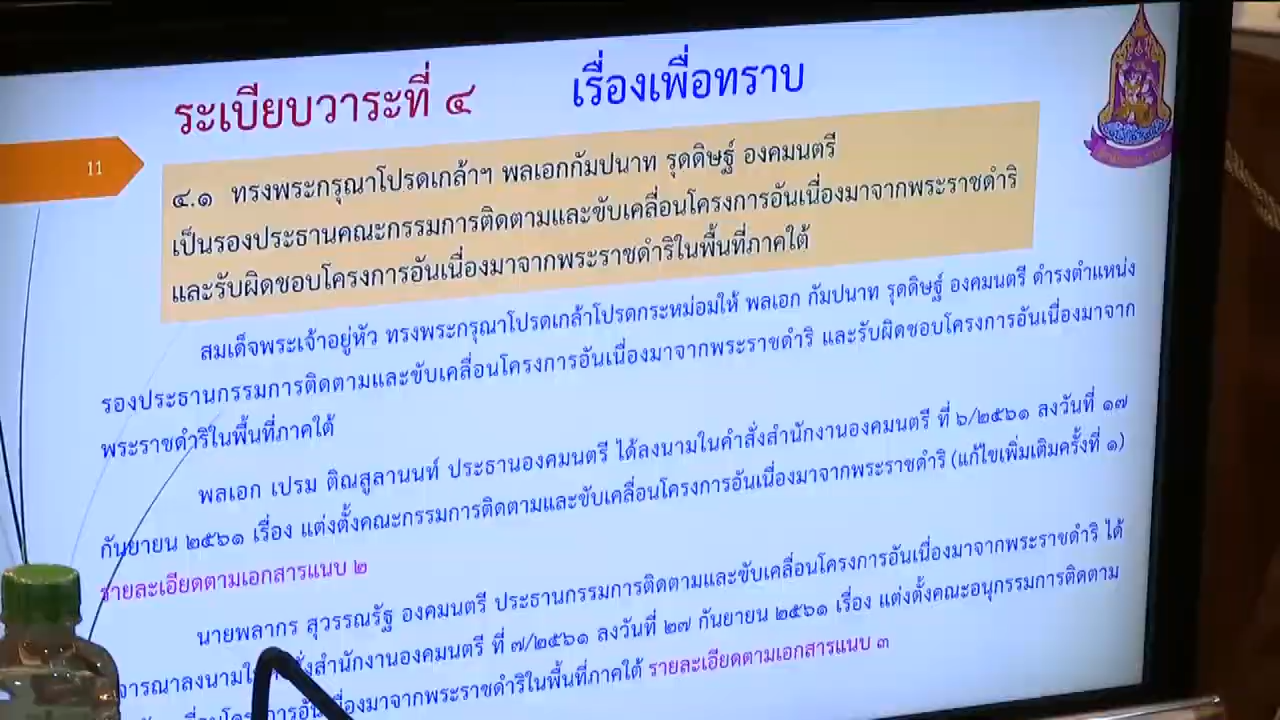 ระเบียบวาระที่ ๔ เรื่องเพื่อทราบ
11
๔.๑ ทรงพระกรุณาโปรดเกล้าฯ พลเอกกัมปนาท รุดดิษฐ์ องคมนตรี
เป็นรองประธานคณะกรรมการติดตามและขับเคลื่อนโครงการอันเนื่องมาจากพระราชดำริ
และรับผิดชอบโครงการอันเนื่องมาจากพระราชดำริในพื้นที่ภาคใต้
สมเด็จพระเจ้าอยู่หัว ทรงพระกรุณาโปรดเกล้าโปรดกระหม่อมให้ พลเอก กัมปนาท รุดดิษฐ์ องคมนตรี ดำรงตำแหน่ง
รองประธานกรรมการติดตามและขับเคลื่อนโครงการอันเนื่องมาจากพระราชดำริ และรับผิดชอบโครงการอันเนื่องมาจาก
พระราชดำริในพื้นที่ภาคใต้
พลเอก เปรม ติณสูลานนท์ ประธานองคมนตรี ได้ลงนามในคำสั่งสำนักงานองคมนตรี ที่ ๖/๒๕๖๑ ลงวันที่ ๑๗
กันยายน ๒๕๖๑ เรื่อง แต่งตั้งคณะกรรมการติดตามและขับเคลื่อนโครงการอันเนื่องมาจากพระราชดำริ (แก้ไขเพิ่มเติมครั้งที่ ๑)
รายละเอียดตามเอกสารแนบ ๒
นายพลากร สุวรรณรัฐ องคมนตรี ประธานกรรมการติดตามและขับเคลื่อนโครงการอันเนื่องมาจากพระราชดำริ ได้
จารณาลงนามใน สั่งสำนักงานองคมนตรี ที่ ๗/๒๕๖๑ ลงวันที่ ๒๗ กันยายน ๒๕๖๑ เรื่อง แต่งตั้งคณะอนุกรรมการติดตาม
เนื่องมาจากพระราชดำริในพื้นที่ภาคใต้ รายละเอียดตามเอกสารแนบ ๓